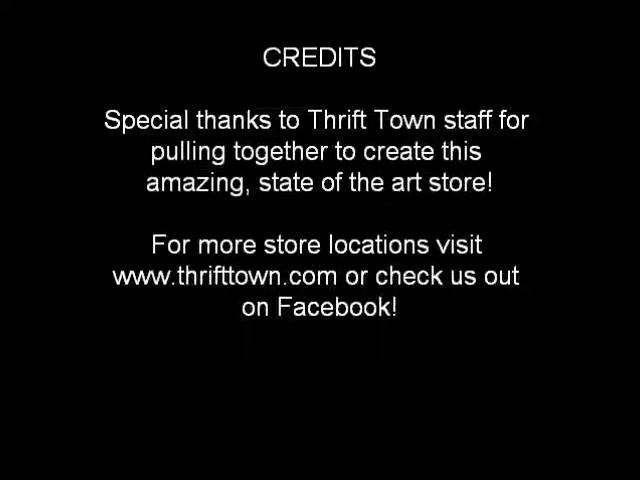 CREDITS
Special thanks to Thrift Town staff for
pulling together to create this
amazing, state of the art store!
For more store locations visit
www.thrifttown.com or check us out
on Facebook!